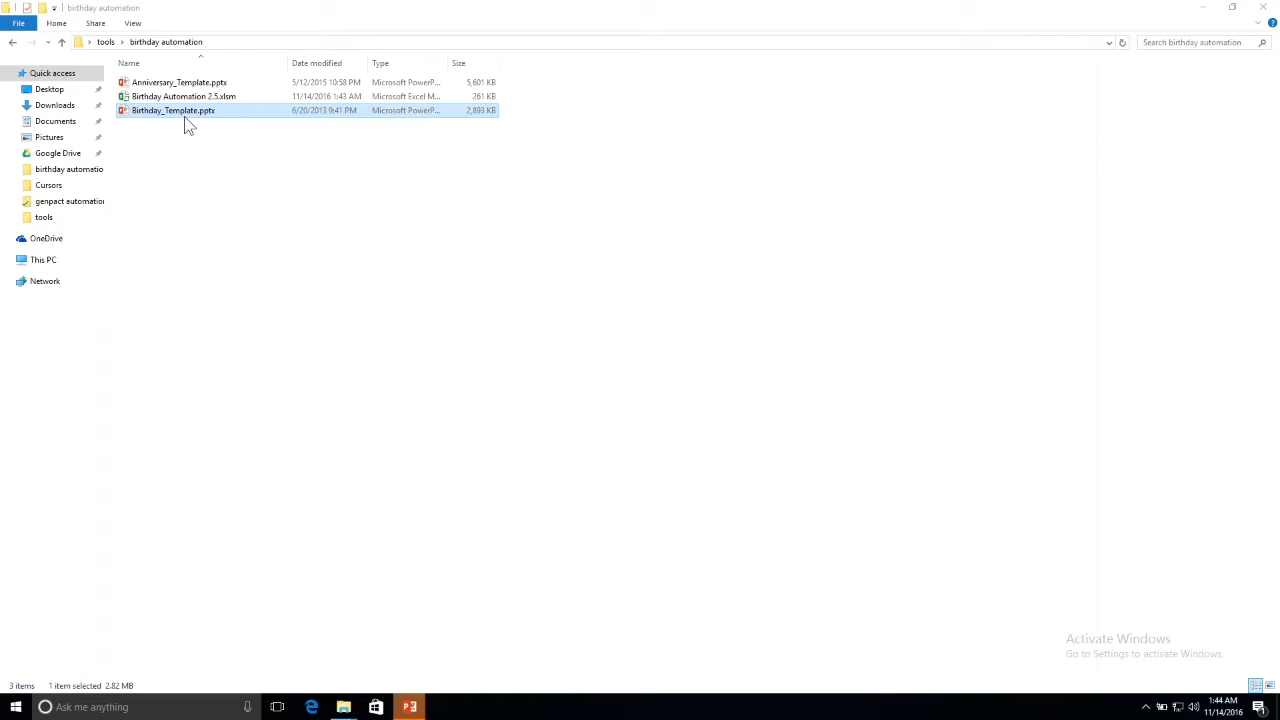 birthday automation
File Home Share View
tools birthday automation Search birthday automation
Name Date modified Type Size
Quick access
Anniversary_Template.pptx 5/12/2015 10:58 PM Microsoft PowerP... 5,601 KB
Desktop
Birthday Automation 2.5.xlsm 11/14/2016 1:43 AM Microsoft Excel M... 261 KB
Downloads
Birthday_Template.pptx 6/20/2013 9:41 PM Microsoft PowerP... 2,893 KB
Documents
Pictures
Google Drive
birthday automatio
Cursors
genpact automation
tools
OneDrive
This PC
Network
Activate Windows
Go to Settings to activate Windows.
3 items 1 item selected 2.82 MB
Ask me anything
1:44 AM
11/14/2016